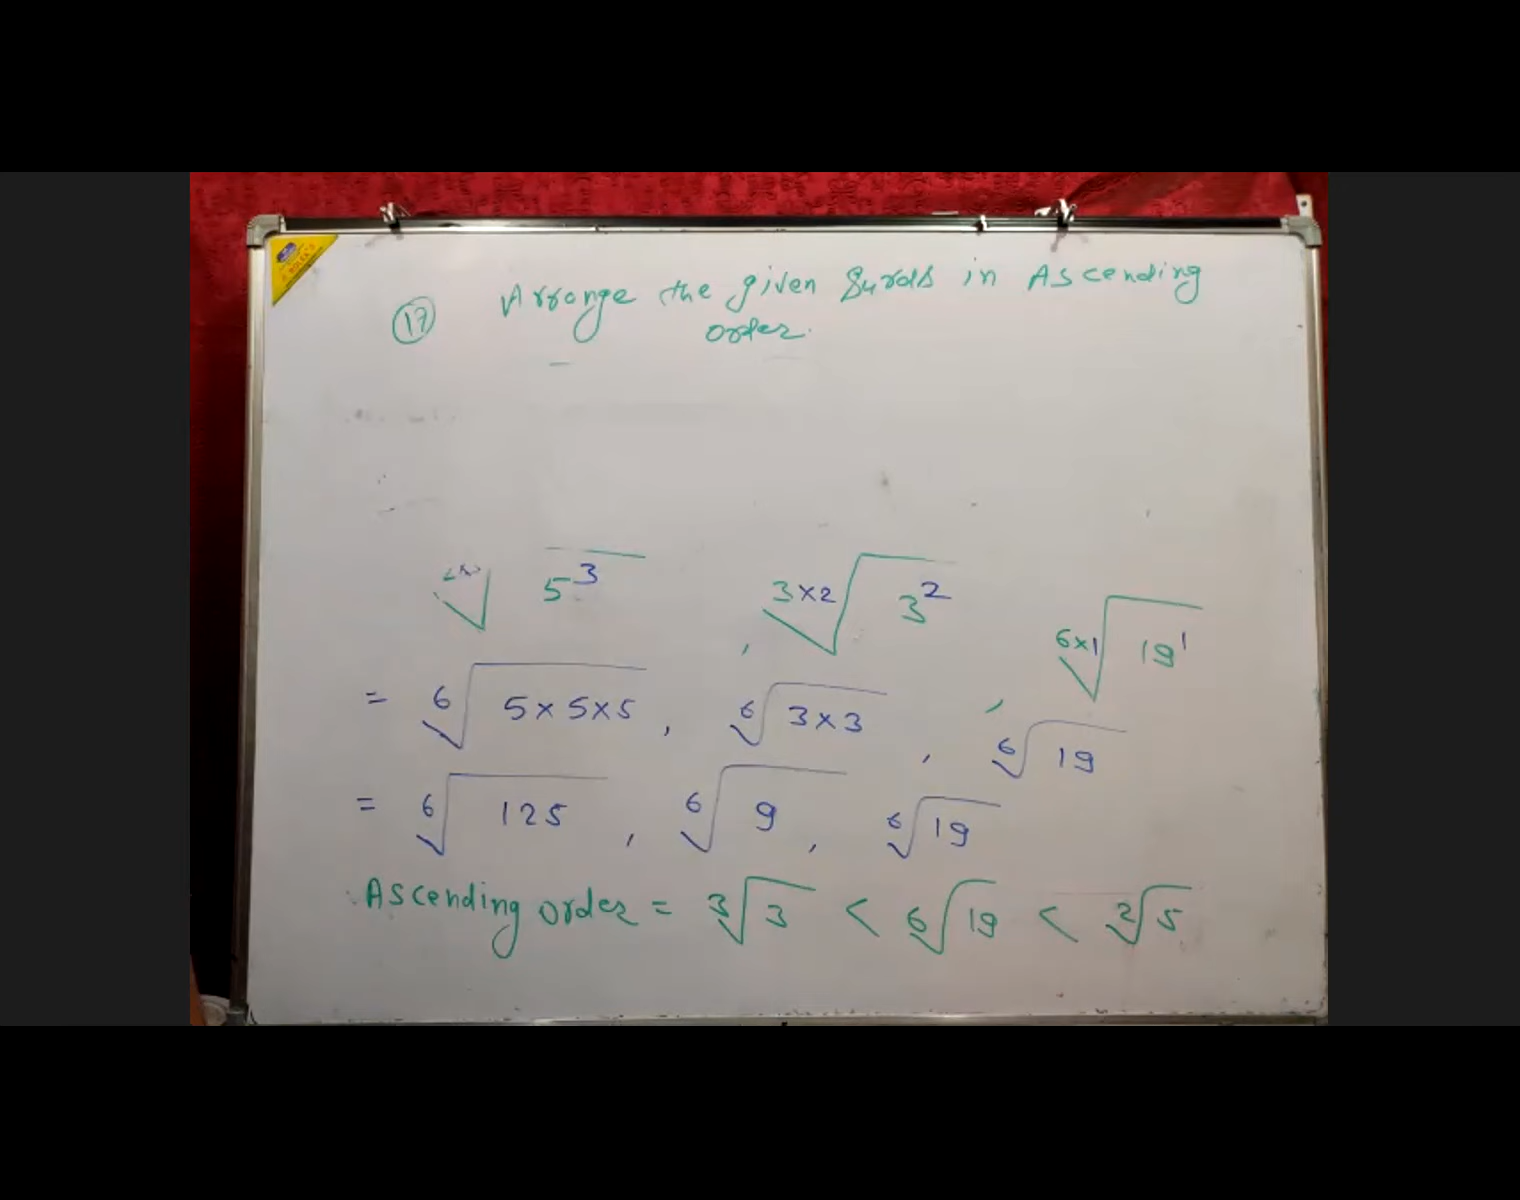 17 Arrange the given Surds in Ascending
order.
√5^3 , 3×2√3^2 , 6×1√19^1
= 6√5×5×5 , 6√3×3 , 6√19
= 6√125 , 6√9 , 6√19
Ascending order = 3√3 < 6√19 < 2√5